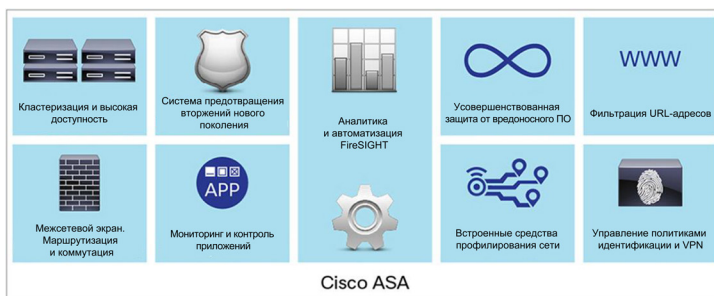 Кластеризация и высокая
доступность
Система предотвращения
вторжений нового
поколения
Аналитика
и автоматизация
FireSIGHT
Усовершенствованная
защита от вредоносного ПО
WWW
Фильтрация URL-адресов
Межсетевой экран.
Маршрутизация
и коммутация
APP
Мониторинг и контроль
приложений
Встроенные средства
профилирования сети
Управление политиками
идентификации и VPN
Cisco ASA